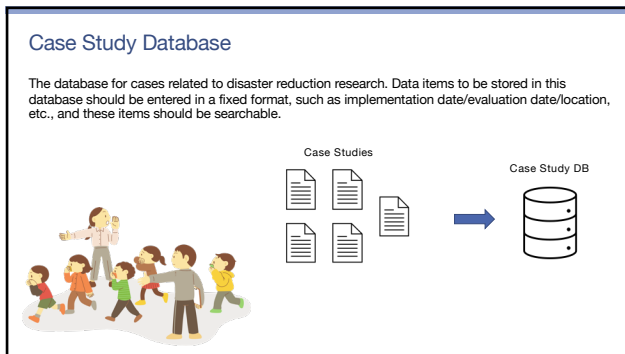 Case Study Database
The database for cases related to disaster reduction research. Data items to be stored in this
database should be entered in a fixed format, such as implementation date/evaluation date/location,
etc., and these items should be searchable.
Case Studies
Case Study DB